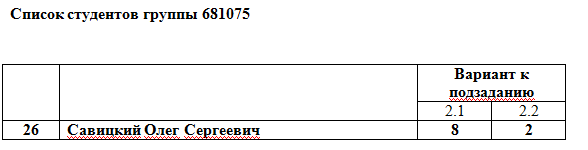 Список студентов группы 681075
Вариант к
подзаданию
2.1 2.2
26 Савицкий Олег Сергеевич 8 2